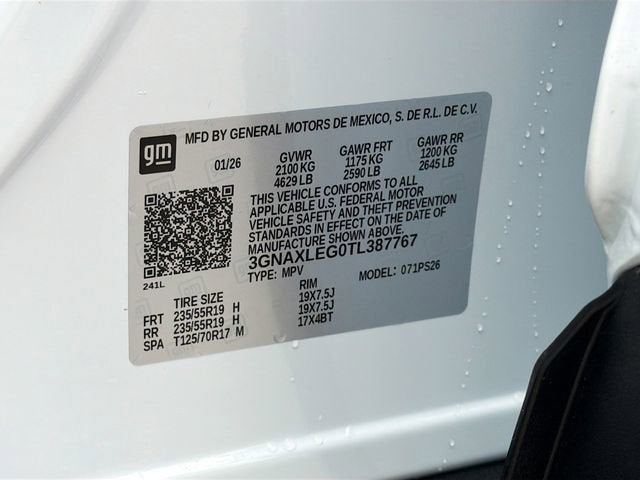 gm
MFD BY GENERAL MOTORS DE MEXICO, S. DE R.L. DE C.V.
01/26 GVWR GAWR FRT GAWR RR
2100 KG 1175 KG 1200 KG
4629 LB 2590 LB 2645 LB
THIS VEHICLE CONFORMS TO ALL
APPLICABLE U.S. FEDERAL MOTOR
VEHICLE SAFETY AND THEFT PREVENTION
STANDARDS IN EFFECT ON THE DATE OF
MANUFACTURE SHOWN ABOVE.
3GNAXLEG0TL387767
241L
TYPE: MPV MODEL: 071PS26
TIRE SIZE RIM
FRT 235/55R19 H 19X7.5J
RR 235/55R19 H 19X7.5J
SPA T125/70R17 M 17X4BT